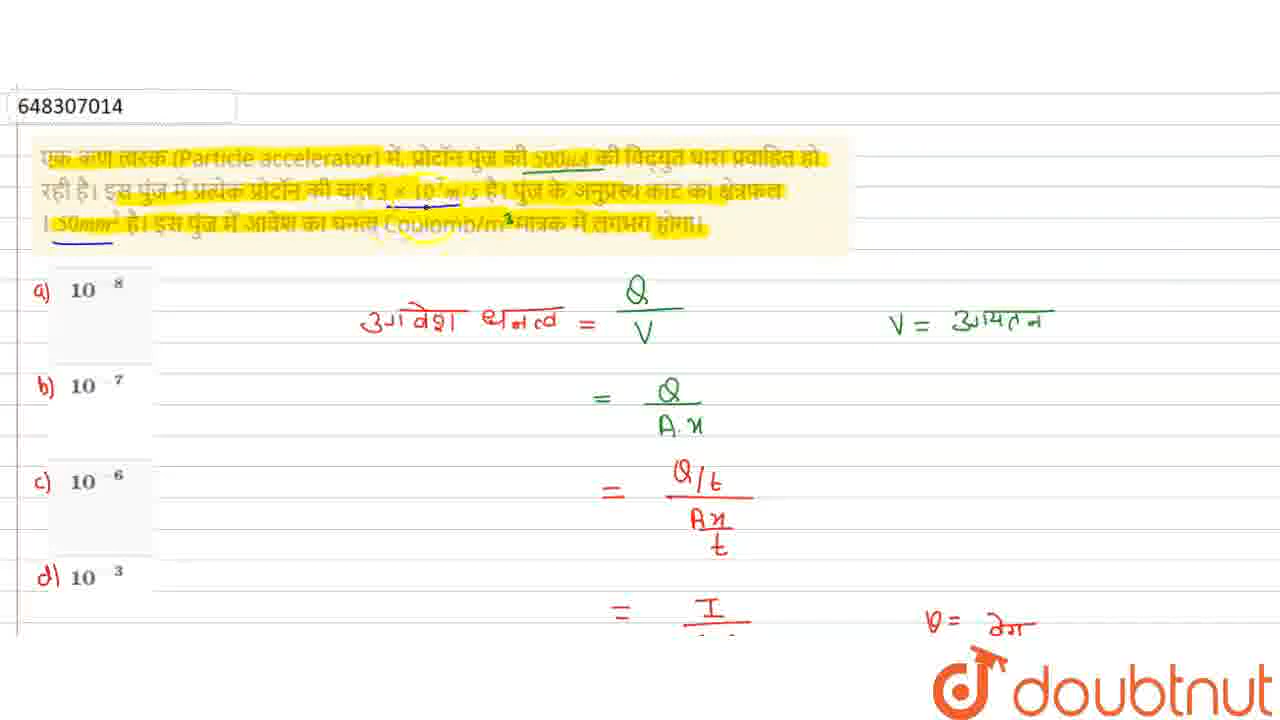 648307014
एक कण त्वरक (Particle accelerator) में, प्रोटॉन पुंज की 500μA की विद्युत धारा प्रवाहित हो
रही है। इस पुंज में प्रत्येक प्रोटॉन की चाल 3 × 10⁷m/s है। पुंज के अनुप्रस्थ काट का क्षेत्रफल
। 50mm² है। इस पुंज में आवेश का घनत्व Coulomb/m³ मात्रक में लगभग होगा।
a) 10⁻⁸
आवेश घनत्व = Q/V
V = आयतन
b) 10⁻⁷
= Q/A.x
c) 10⁻⁶
= Q/t / Ax/t
d) 10⁻³
= I
v = वेग
doubtnut